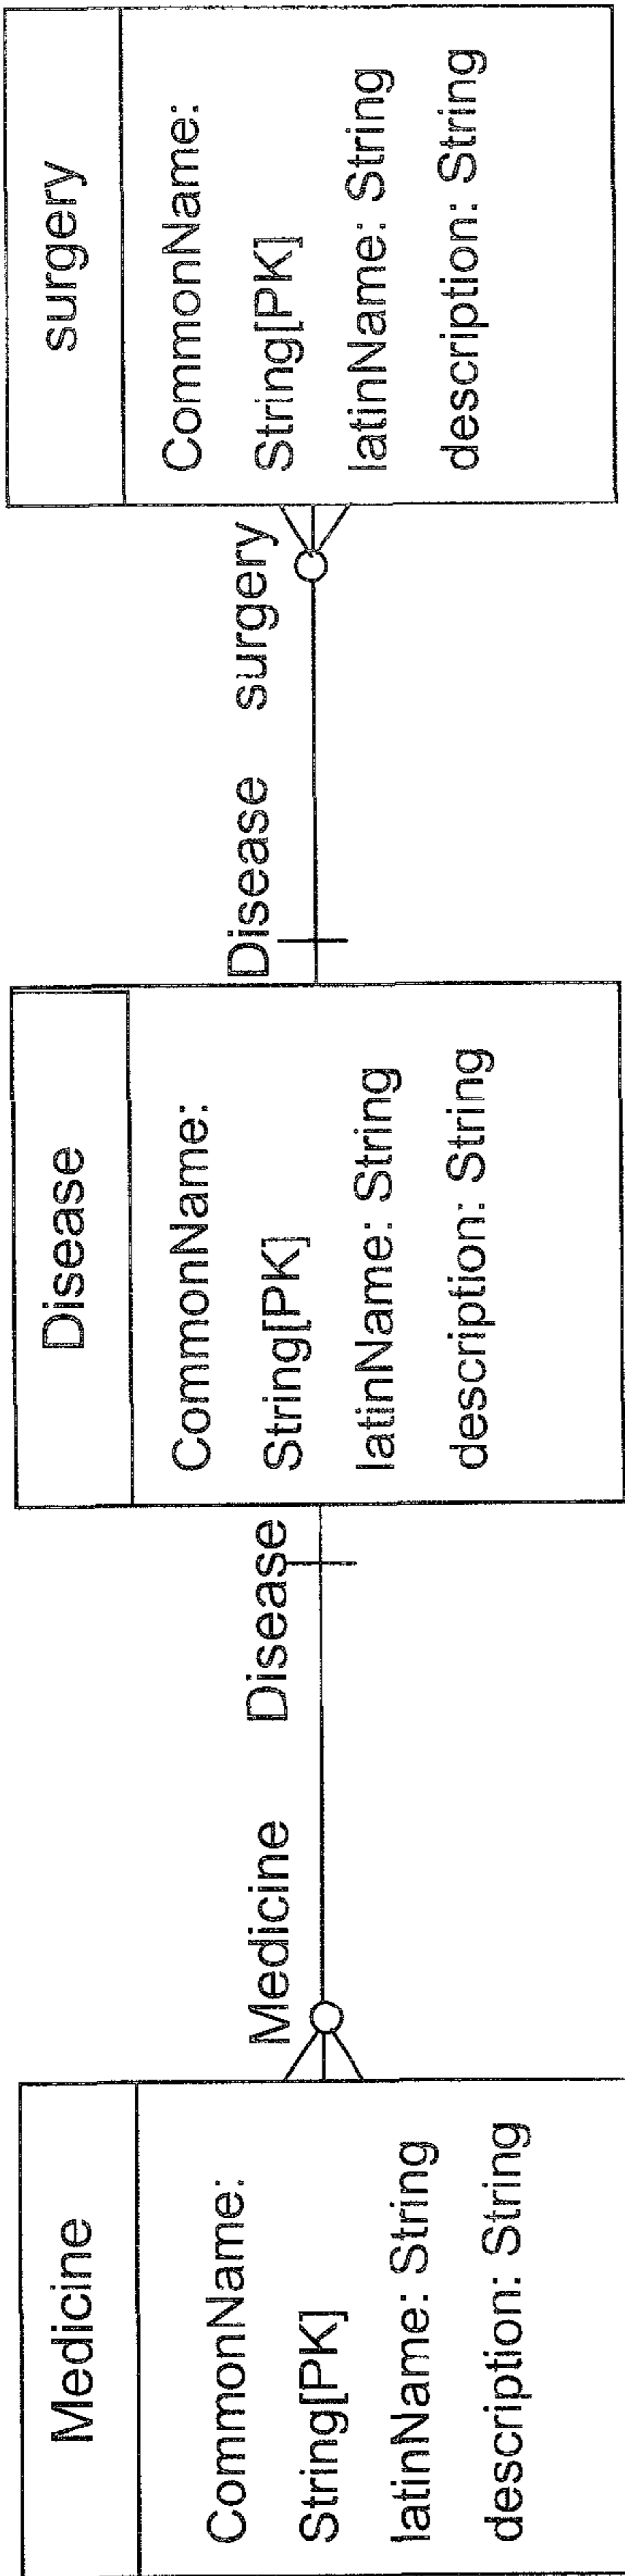 Medicine
CommonName:
String[PK]
latinName: String
description: String
Medicine Disease
Disease
CommonName:
String[PK]
latinName: String
description: String
Disease surgery
surgery
CommonName:
String[PK]
latinName: String
description: String